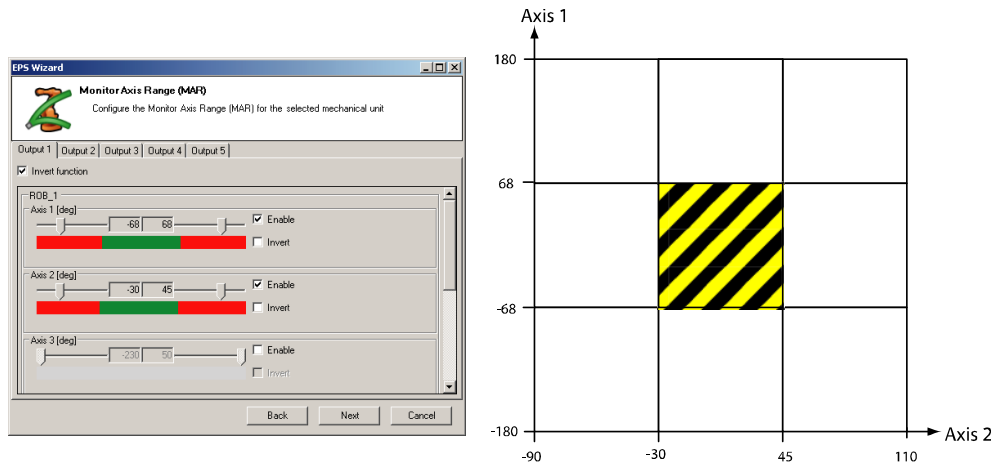 EPS Wizard
Monitor Axis Range (MAR)
Configure the Monitor Axis Range (MAR) for the selected mechanical unit
Output 1 Output 2 Output 3 Output 4 Output 5
Invert function
ROB_1
Axis 1 [deg]
-68 68 Enable
Invert
Axis 2 [deg]
-30 45 Enable
Invert
Axis 3 [deg]
-230 50 Enable
Invert
Back Next Cancel
Axis 1
180
68
-68
-180
Axis 2
-90 -30 45 110